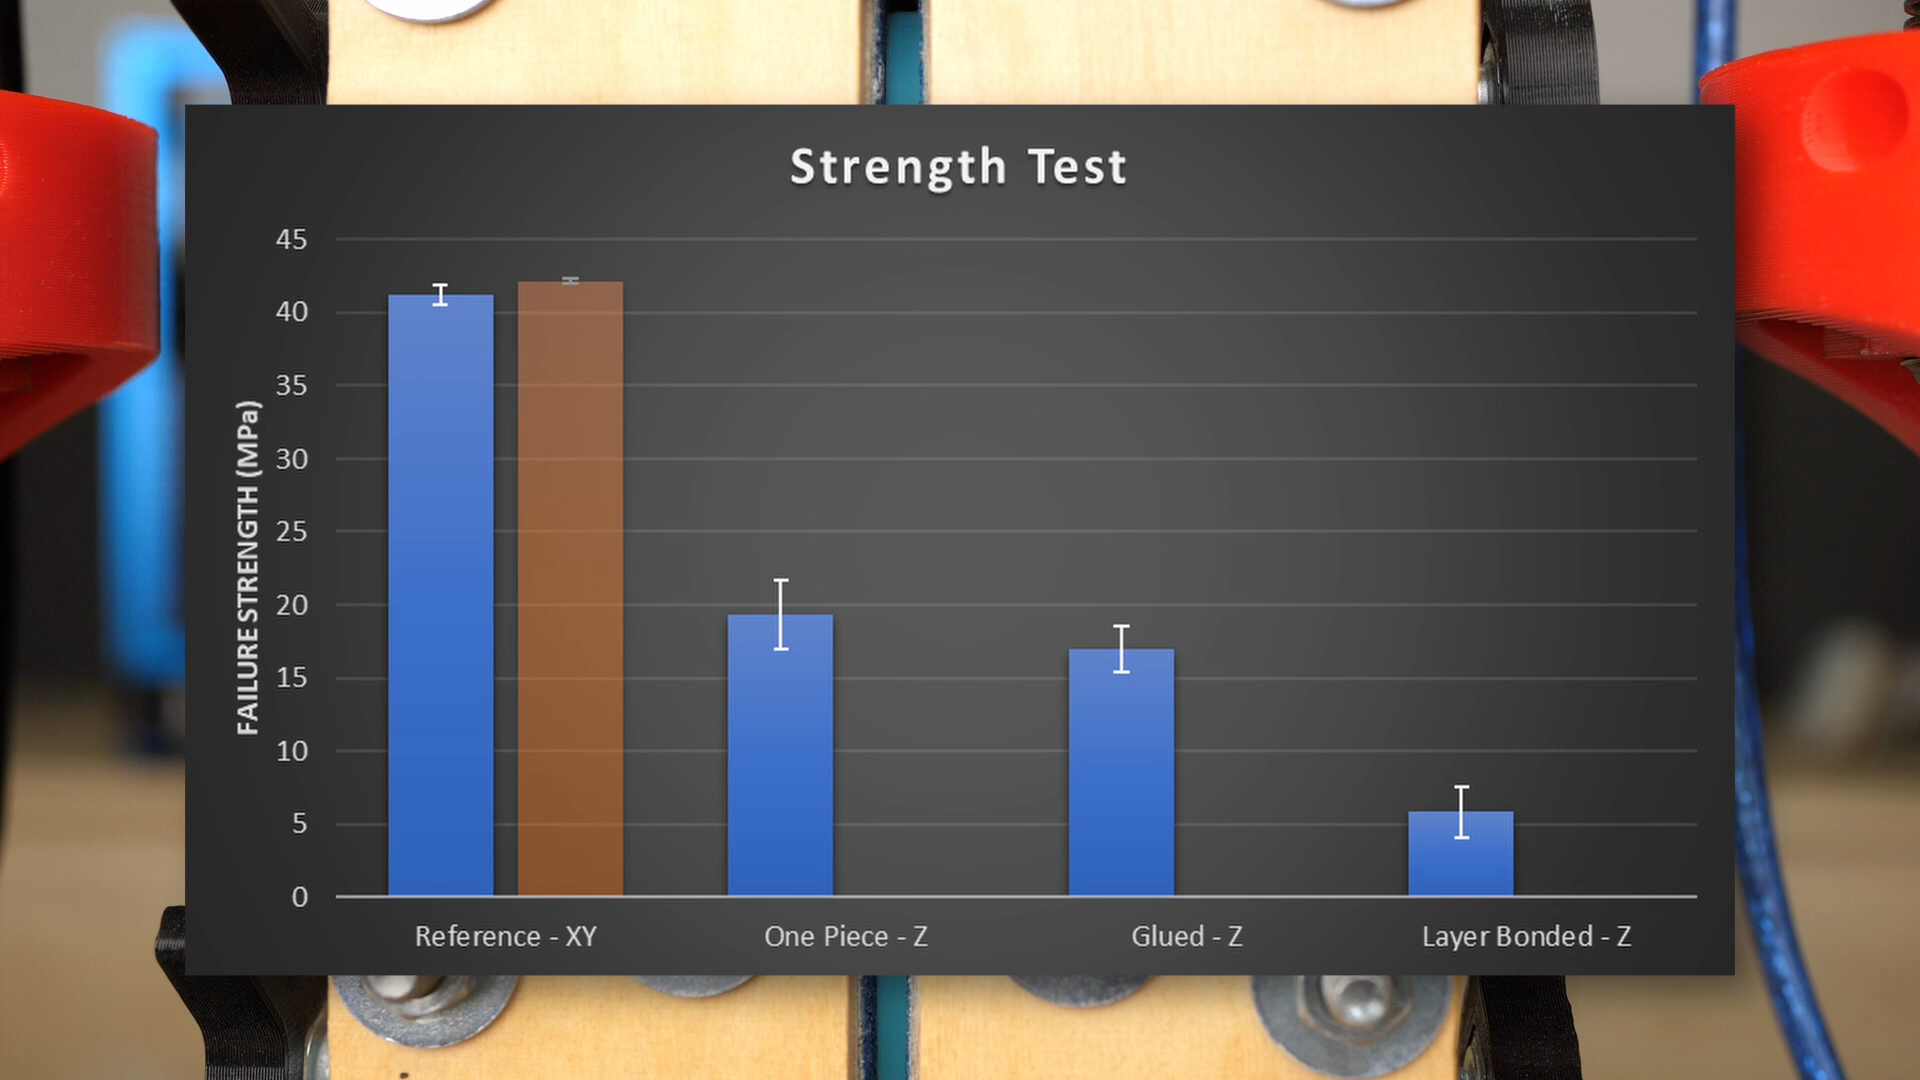 Strength Test
FAILURE STRENGTH (MPa)
45
40
35
30
25
20
15
10
5
0
Reference - XY
One Piece - Z
Glued - Z
Layer Bonded - Z